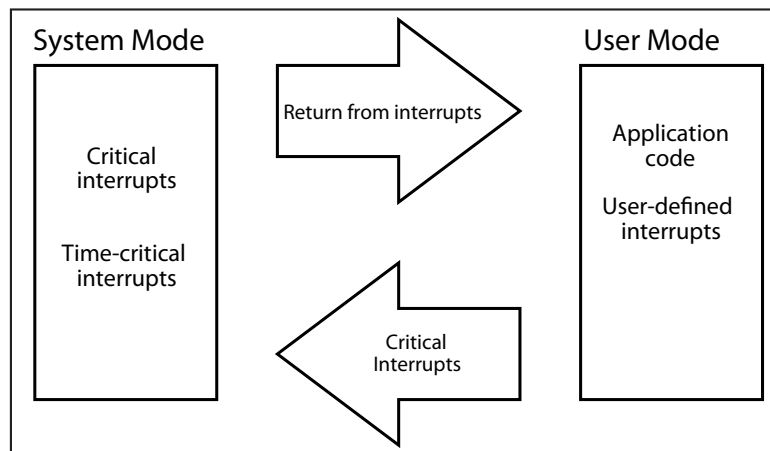 System Mode
User Mode
Critical
interrupts
Time-critical
interrupts
Return from interrupts
Critical
Interrupts
Application
code
User-defined
interrupts